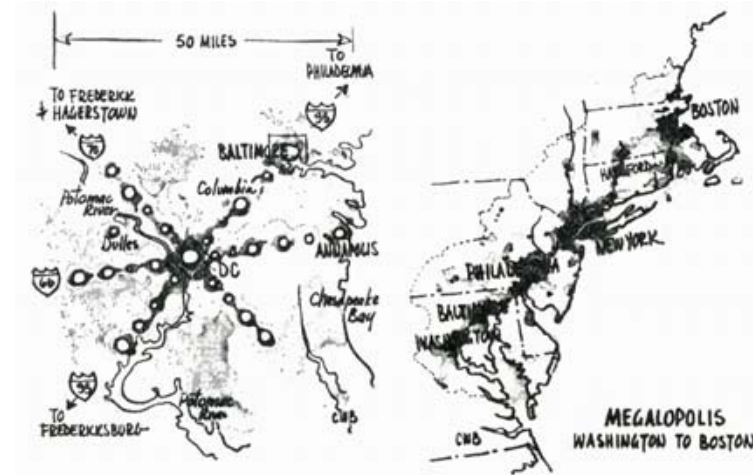 50 MILES
TO
PHILADELPHIA
TO FREDERICK
& HAGERSTOWN
95
70
BALTIMORE
Columbia
Potomac
River
Dulles
DC
ANNAPOLIS
66
Chesapeake
Bay
95
TO
FREDERICKSBURG
Potomac
River
CWB
BOSTON
HARTFORD
NEW YORK
PHILADELPHIA
BALTIMORE
WASHINGTON
CWB
MEGALOPOLIS
WASHINGTON TO BOSTON